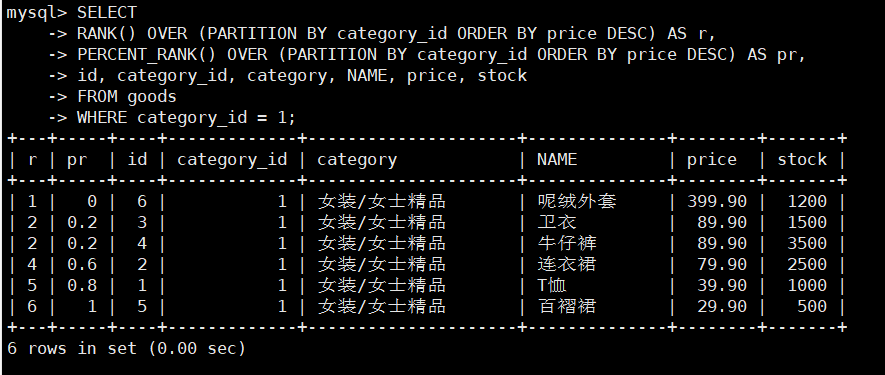 mysql> SELECT
    -> RANK() OVER (PARTITION BY category_id ORDER BY price DESC) AS r,
    -> PERCENT_RANK() OVER (PARTITION BY category_id ORDER BY price DESC) AS pr,
    -> id, category_id, category, NAME, price, stock
    -> FROM goods
    -> WHERE category_id = 1;
+---+-----+----+-------------+---------------------+--------------+--------+-------+
| r | pr  | id | category_id | category            | NAME         | price  | stock |
+---+-----+----+-------------+---------------------+--------------+--------+-------+
| 1 |   0 |  6 |           1 | 女装/女士精品       | 呢绒外套     | 399.90 |  1200 |
| 2 | 0.2 |  3 |           1 | 女装/女士精品       | 卫衣         |  89.90 |  1500 |
| 2 | 0.2 |  4 |           1 | 女装/女士精品       | 牛仔裤       |  89.90 |  3500 |
| 4 | 0.6 |  2 |           1 | 女装/女士精品       | 连衣裙       |  79.90 |  2500 |
| 5 | 0.8 |  1 |           1 | 女装/女士精品       | T恤          |  39.90 |  1000 |
| 6 |   1 |  5 |           1 | 女装/女士精品       | 百褶裙       |  29.90 |   500 |
+---+-----+----+-------------+---------------------+--------------+--------+-------+
6 rows in set (0.00 sec)